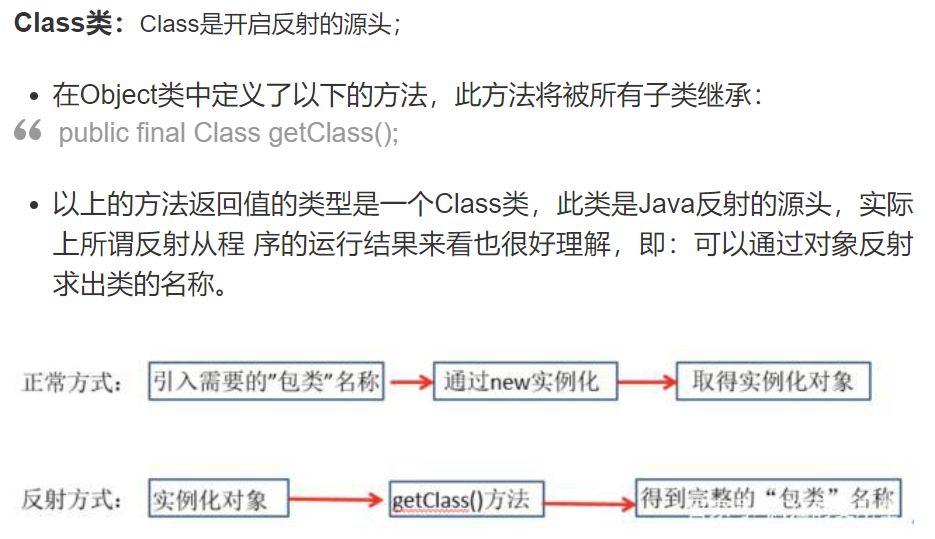 Class类：Class是开启反射的源头；
在Object类中定义了以下的方法，此方法将被所有子类继承：
public final Class getClass();
以上的方法返回值的类型是一个Class类，此类是Java反射的源头，实际
上所谓反射从程 序的运行结果来看也很好理解，即：可以通过对象反射
求出类的名称。
正常方式： 引入需要的”包类”名称 通过new实例化 取得实例化对象
反射方式： 实例化对象 getClass()方法 得到完整的“包类”名称